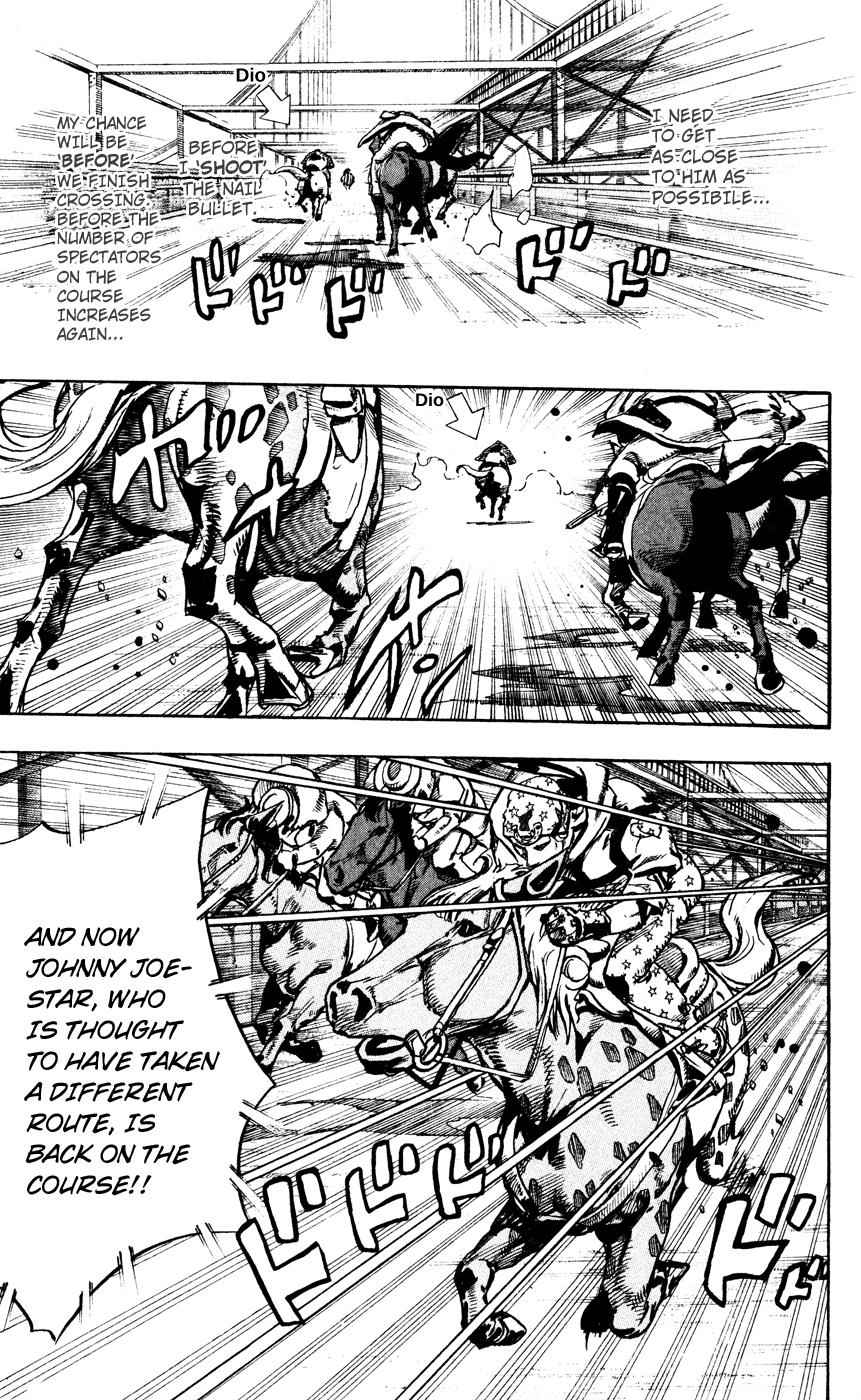 Dio
I NEED
TO GET
AS CLOSE
TO HIM AS
POSSIBILE...
BEFORE
I 'SHOOT'
THE NAIL
BULLET.
MY CHANCE
WILL BE
'BEFORE'
WE FINISH
CROSSING.
BEFORE THE
NUMBER OF
SPECTATORS
ON THE
COURSE
INCREASES
AGAIN...
ドド
ド
ドド
ド
ド
Dio
AND NOW
JOHNNY JOE-
STAR, WHO
IS THOUGHT
TO HAVE TAKEN
A DIFFERENT
ROUTE, IS
BACK ON THE
COURSE!!
ド
ド
ド
ド
ド